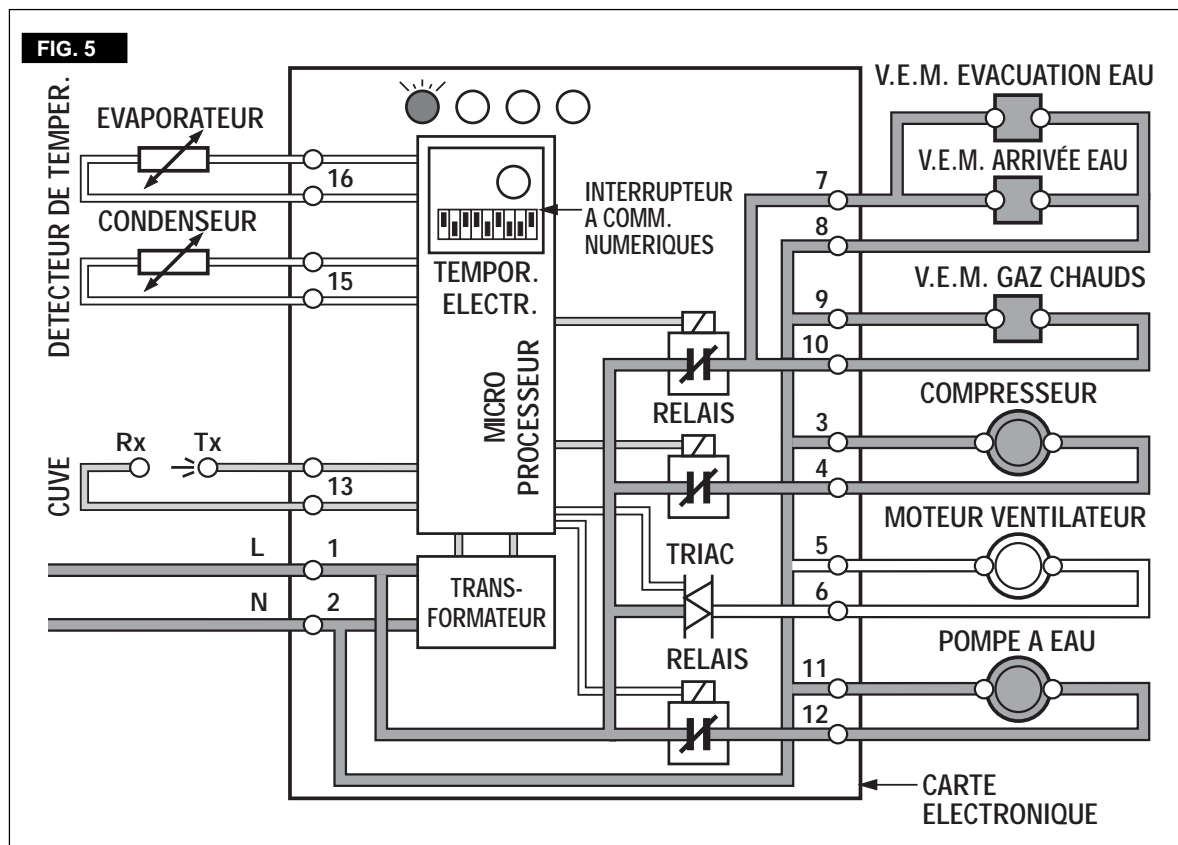 FIG. 5
DETECTEUR DE TEMPER.
EVAPORATEUR
16
CONDENSEUR
15
CUVE
Rx
Tx
13
L
1
N
2
INTERRUPTEUR
A COMM.
NUMERIQUES
TEMPOR.
ELECTR.
MICRO
PROCESSEUR
TRANS-
FORMATEUR
RELAIS
TRIAC
RELAIS
V.E.M. EVACUATION EAU
V.E.M. ARRIVÉE EAU
7
8
V.E.M. GAZ CHAUDS
9
10
COMPRESSEUR
3
4
MOTEUR VENTILATEUR
5
6
POMPE A EAU
11
12
CARTE
ELECTRONIQUE